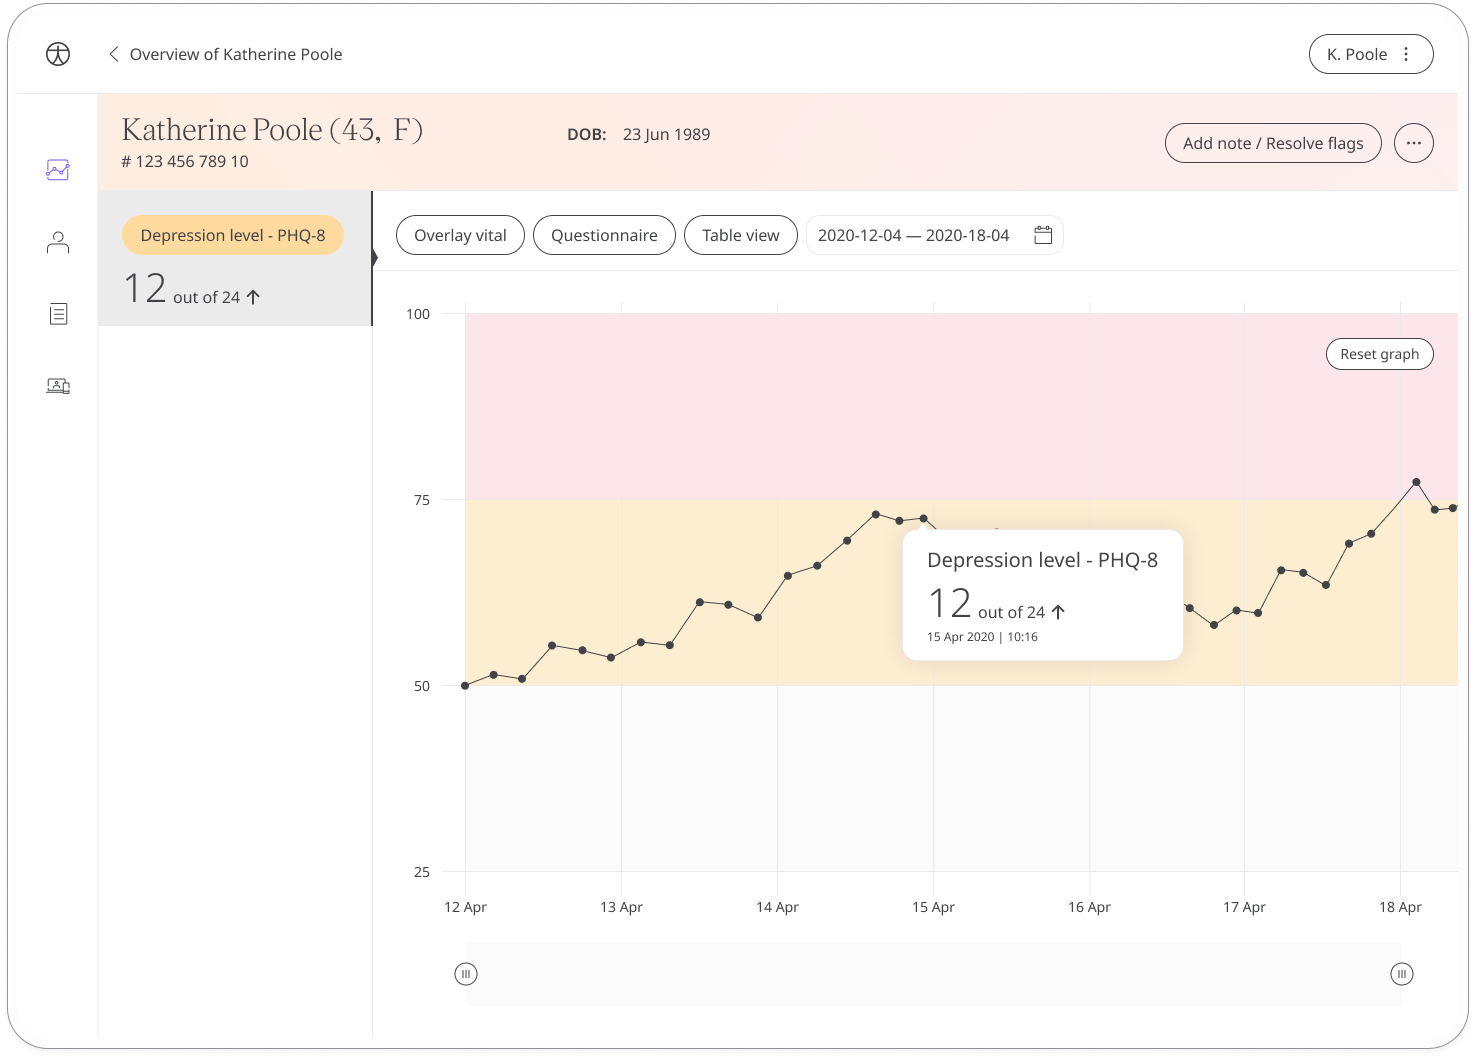 Overview of Katherine Poole
K. Poole
Katherine Poole (43, F)
# 123 456 789 10
DOB: 23 Jun 1989
Add note / Resolve flags
Depression level - PHQ-8
12 out of 24 ↑
Overlay vital
Questionnaire
Table view
2020-12-04 — 2020-18-04
100
Reset graph
75
Depression level - PHQ-8
12 out of 24 ↑
15 Apr 2020 | 10:16
50
25
12 Apr 13 Apr 14 Apr 15 Apr 16 Apr 17 Apr 18 Apr